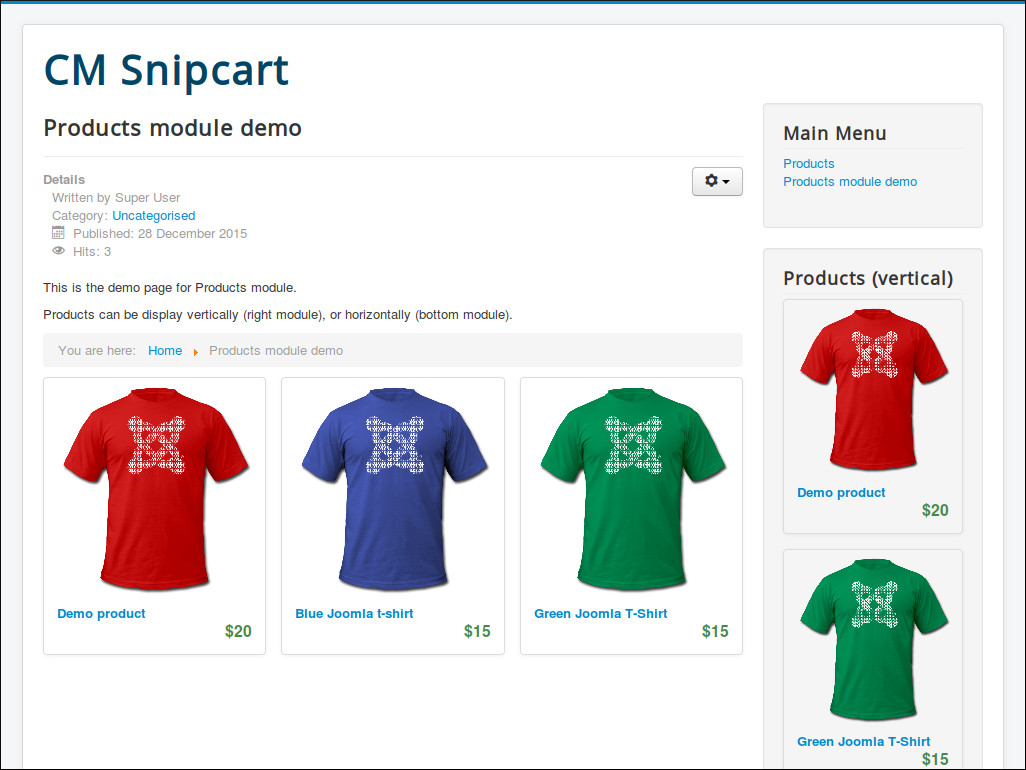 CM Snipcart
Products module demo
Details
Written by Super User
Category: Uncategorised
Published: 28 December 2015
Hits: 3
This is the demo page for Products module.
Products can be display vertically (right module), or horizontally (bottom module).
You are here: Home Products module demo
Demo product
$20
Blue Joomla t-shirt
$15
Green Joomla T-Shirt
$15
Main Menu
Products
Products module demo
Products (vertical)
Demo product
$20
Green Joomla T-Shirt
$15